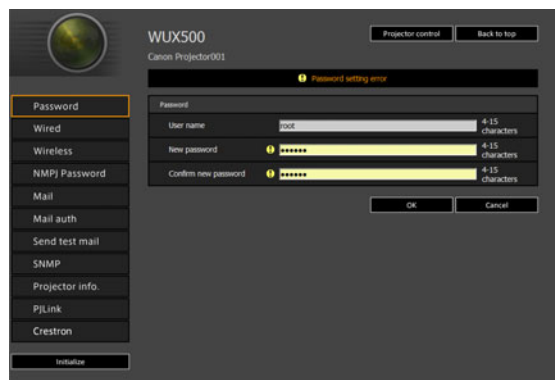 WUX500
Projector control
Back to top
Canon Projector001
Password setting error
Password
Wired
Wireless
NMPJ Password
Mail
Mail auth
Send test mail
SNMP
Projector info.
PJLink
Crestron
Initialize
Password
User name
root
4-15
characters
New password
••••••
4-15
characters
Confirm new password
••••••
4-15
characters
OK
Cancel